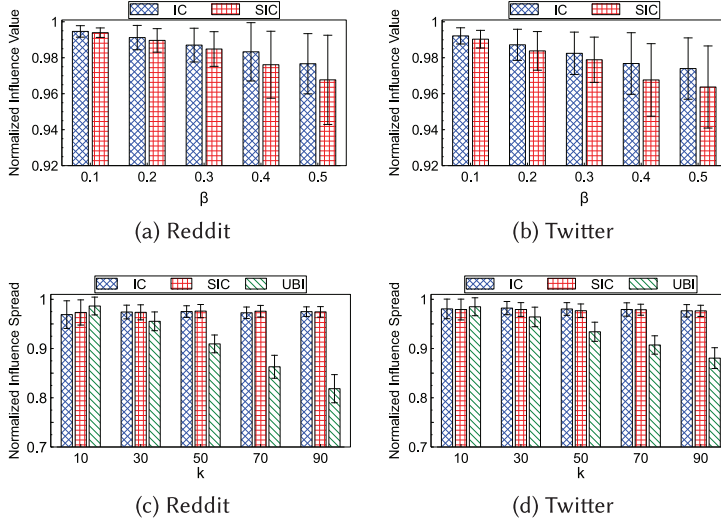 IC SIC
Normalized Influence Value
1
0.98
0.96
0.94
0.92
0.1 0.2 0.3 0.4 0.5
β
(a) Reddit
IC SIC
Normalized Influence Value
1
0.98
0.96
0.94
0.92
0.1 0.2 0.3 0.4 0.5
β
(b) Twitter
IC SIC UBI
Normalized Influence Spread
1
0.9
0.8
0.7
10 30 50 70 90
k
(c) Reddit
IC SIC UBI
Normalized Influence Spread
1
0.9
0.8
0.7
10 30 50 70 90
k
(d) Twitter